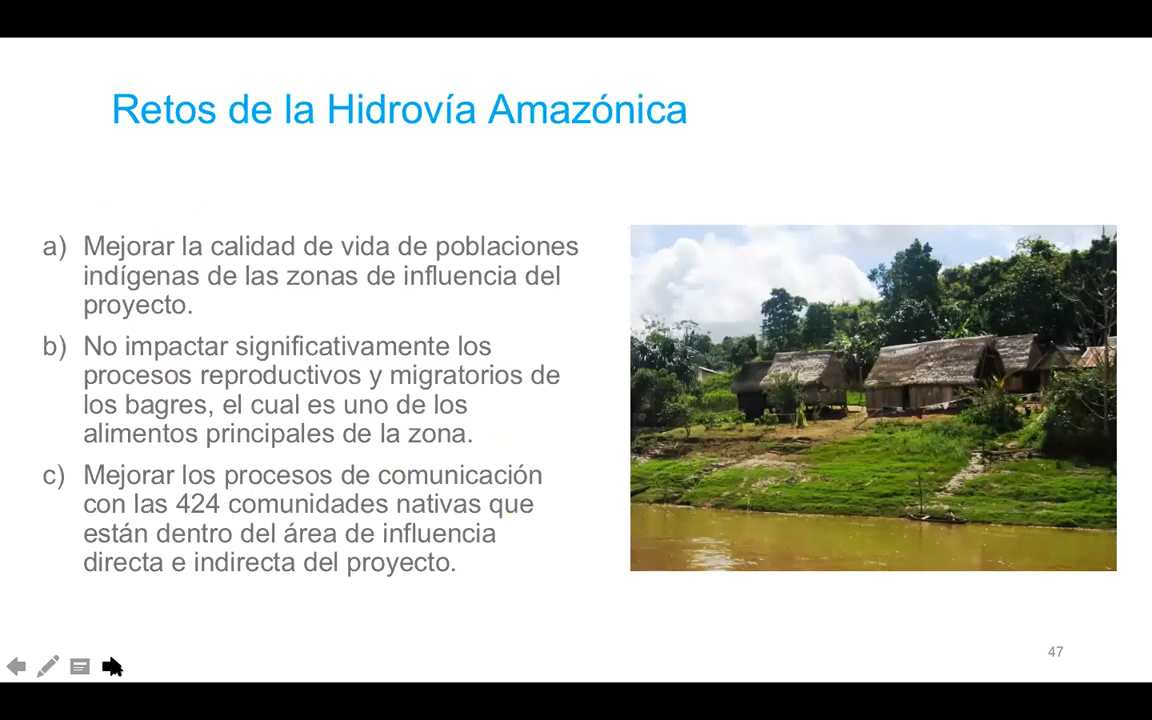 Retos de la Hidrovía Amazónica
a) Mejorar la calidad de vida de poblaciones
indígenas de las zonas de influencia del
proyecto.
b) No impactar significativamente los
procesos reproductivos y migratorios de
los bagres, el cual es uno de los
alimentos principales de la zona.
c) Mejorar los procesos de comunicación
con las 424 comunidades nativas que
están dentro del área de influencia
directa e indirecta del proyecto.
47